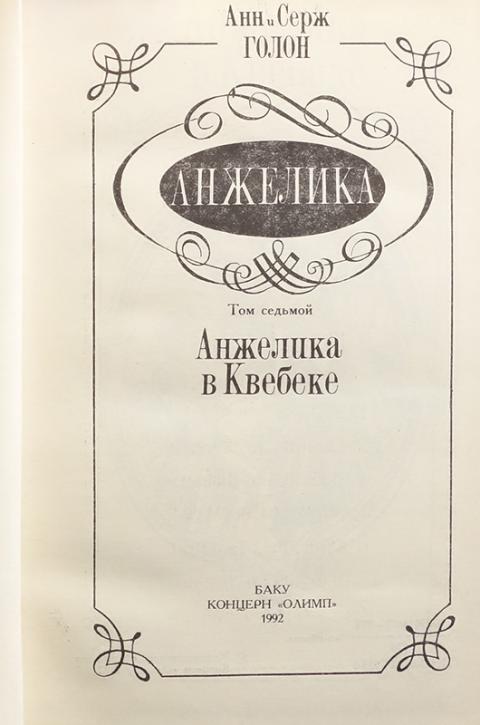 Анн и Серж
ГОЛОН
АНЖЕЛИКА
Том седьмой
Анжелика
в Квебеке
БАКУ
КОНЦЕРН «ОЛИМП»
1992